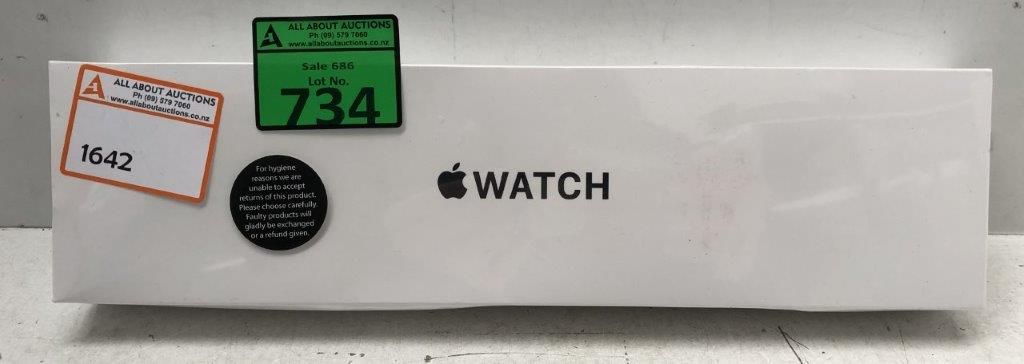 ALL ABOUT AUCTIONS
Ph (09) 579 7060
www.allaboutauctions.co.nz
Sale 686
Lot No.
734
ALL ABOUT AUCTIONS
Ph (09) 579 7060
www.allaboutauctions.co.nz
1642
For hygiene
reasons we are
unable to accept
returns of this product.
Please choose carefully.
Faulty products will
gladly be exchanged
or a refund given.
WATCH